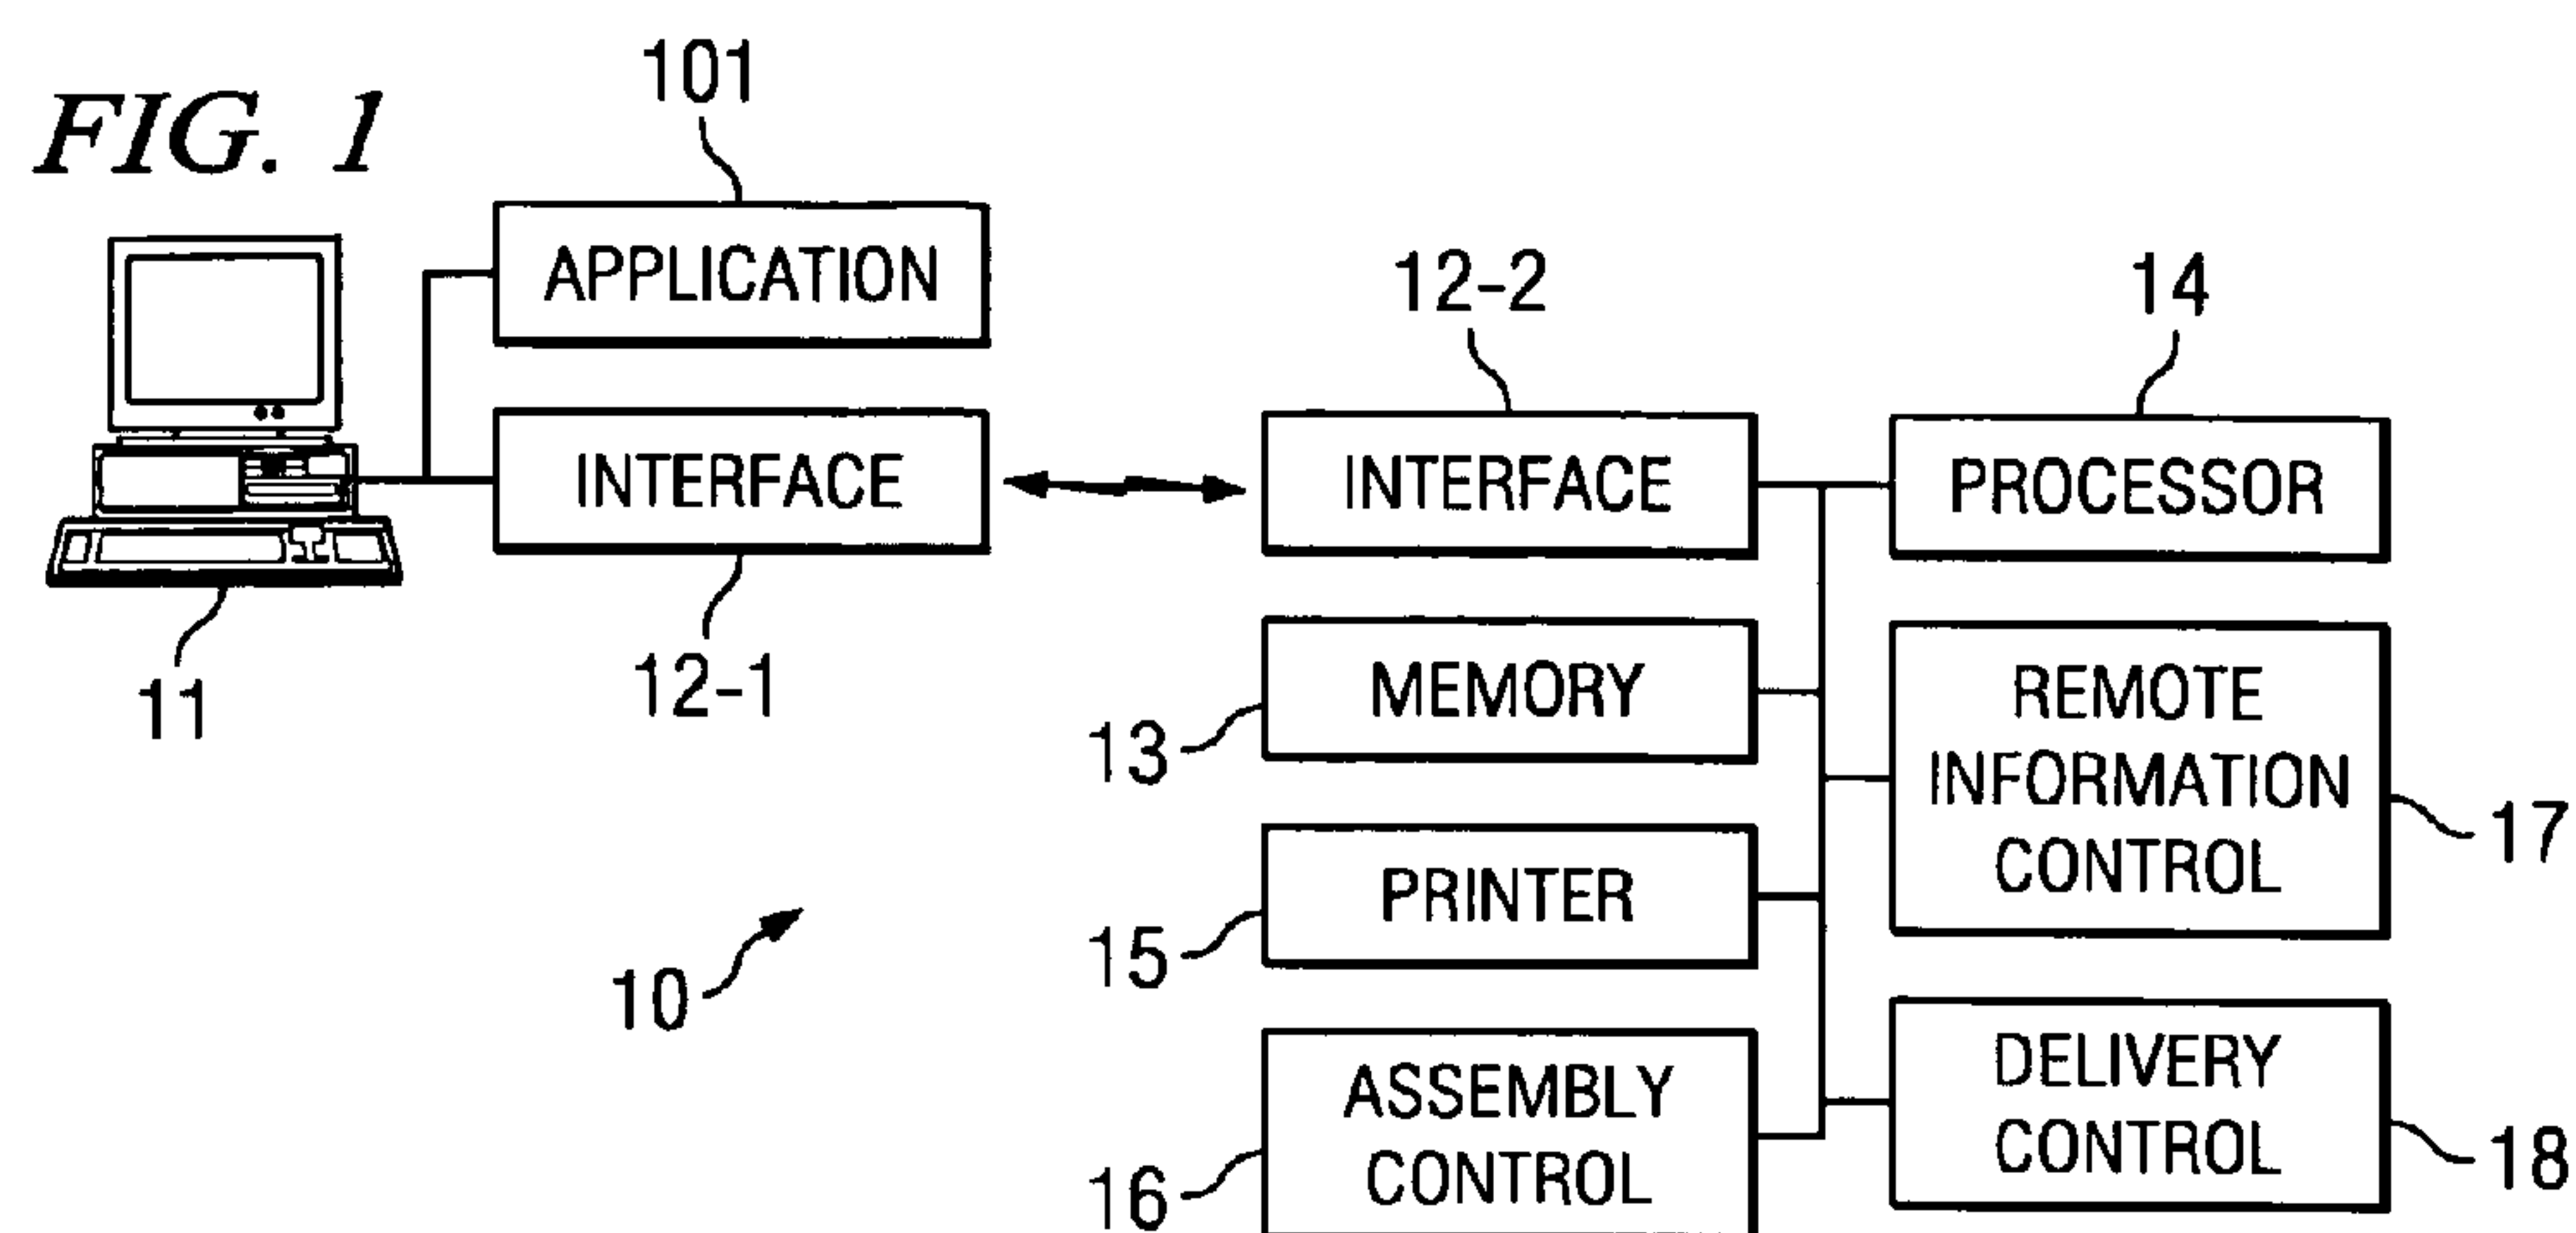 FIG. 1
101
APPLICATION
12-2
14
INTERFACE
INTERFACE
PROCESSOR
11
12-1
MEMORY
13
REMOTE
INFORMATION
CONTROL
17
PRINTER
15
10
ASSEMBLY
CONTROL
16
DELIVERY
CONTROL
18